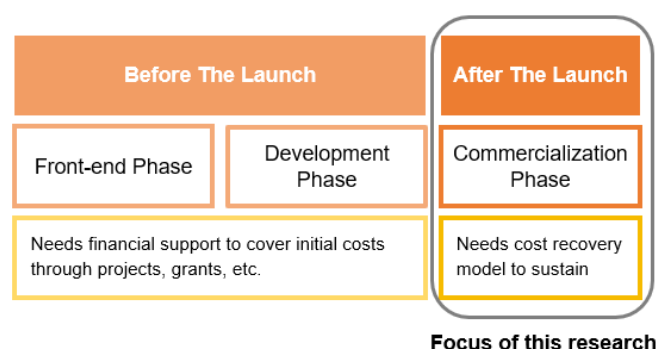 Before The Launch
After The Launch
Front-end Phase
Development
Phase
Commercialization
Phase
Needs financial support to cover initial costs
through projects, grants, etc.
Needs cost recovery
model to sustain
Focus of this research